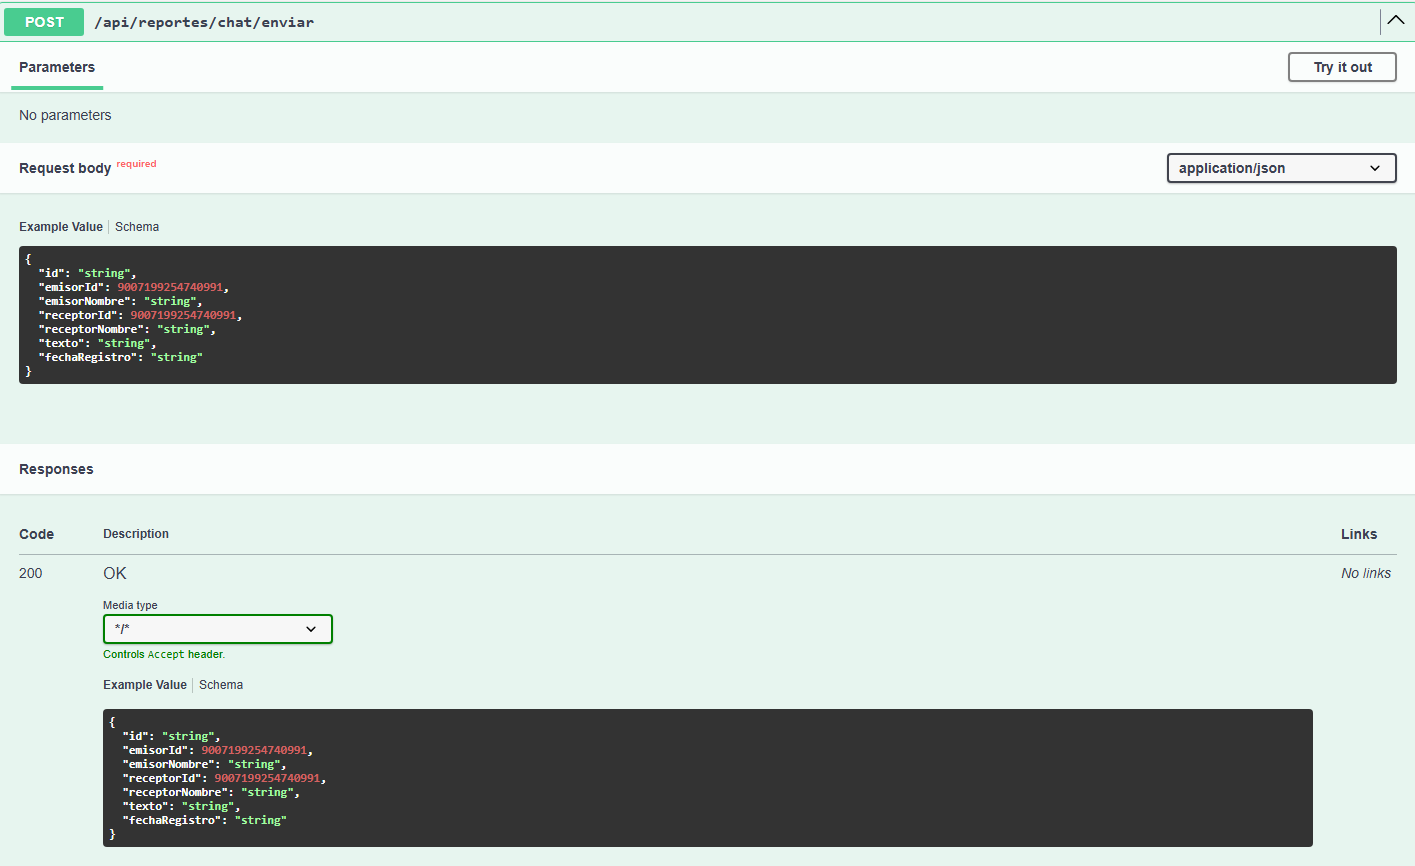 POST /api/reportes/chat/enviar
Parameters
Try it out
No parameters
Request body required
application/json
Example Value Schema
{
"id": "string",
"emisorId": 9007199254740991,
"emisorNombre": "string",
"receptorId": 9007199254740991,
"receptorNombre": "string",
"texto": "string",
"fechaRegistro": "string"
}
Responses
Code Description Links
200 OK No links
Media type
*/*
Controls Accept header.
Example Value Schema
{
"id": "string",
"emisorId": 9007199254740991,
"emisorNombre": "string",
"receptorId": 9007199254740991,
"receptorNombre": "string",
"texto": "string",
"fechaRegistro": "string"
}